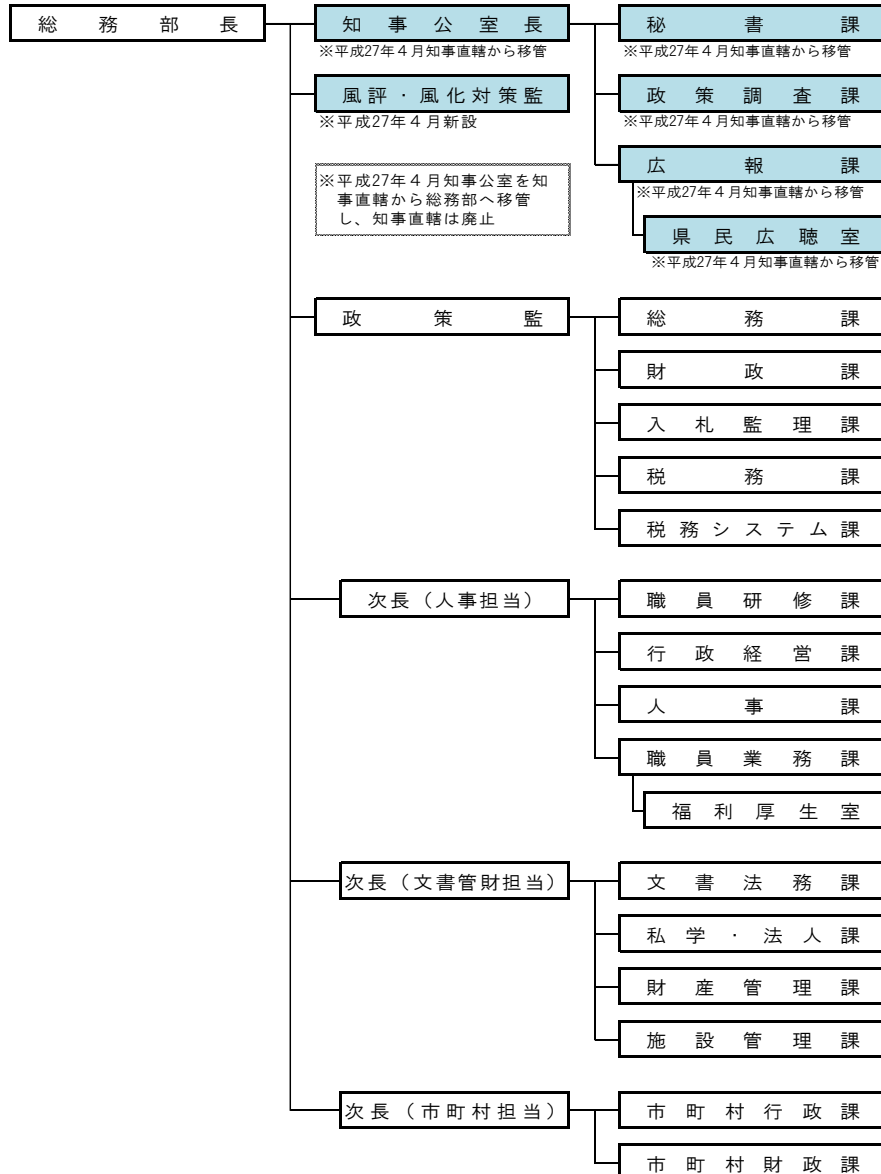 総務部長
知事公室長
※平成27年４月知事直轄から移管
秘書課
※平成27年４月知事直轄から移管
風評・風化対策監
※平成27年４月新設
政策調査課
※平成27年４月知事直轄から移管
※平成27年４月知事公室を知
事直轄から総務部へ移管
し、知事直轄は廃止
広報課
※平成27年４月知事直轄から移管
県民広聴室
※平成27年４月知事直轄から移管
政策監
総務課
財政課
入札監理課
税務課
税務システム課
次長（人事担当）
職員研修課
行政経営課
人事課
職員業務課
福利厚生室
次長（文書管財担当）
文書法務課
私学・法人課
財産管理課
施設管理課
次長（市町村担当）
市町村行政課
市町村財政課